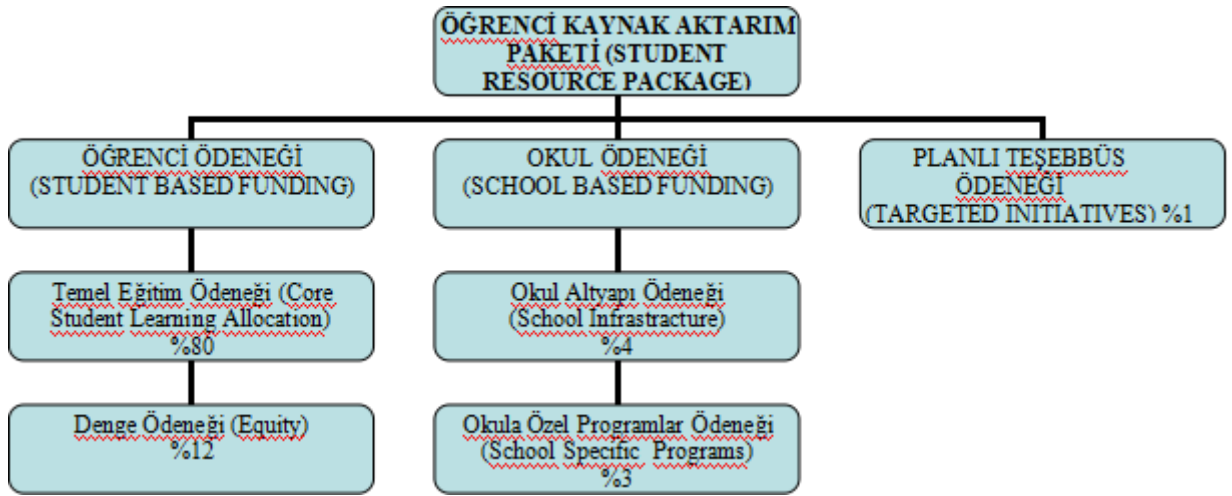 ÖĞRENCİ KAYNAK AKTARIM
PAKETİ (STUDENT
RESOURCE PACKAGE)
ÖĞRENCİ ÖDENEĞİ
(STUDENT BASED FUNDING)
OKUL ÖDENEĞİ
(SCHOOL BASED FUNDING)
PLANLI TEŞEBBÜS
ÖDENEĞİ
(TARGETED INITIATIVES) %1
Temel Eğitim Ödeneği (Core
Student Learning Allocation)
%80
Okul Altyapı Ödeneği
(School Infrastracture)
%4
Denge Ödeneği (Equity)
%12
Okula Özel Programlar Ödeneği
(School Specific Programs)
%3